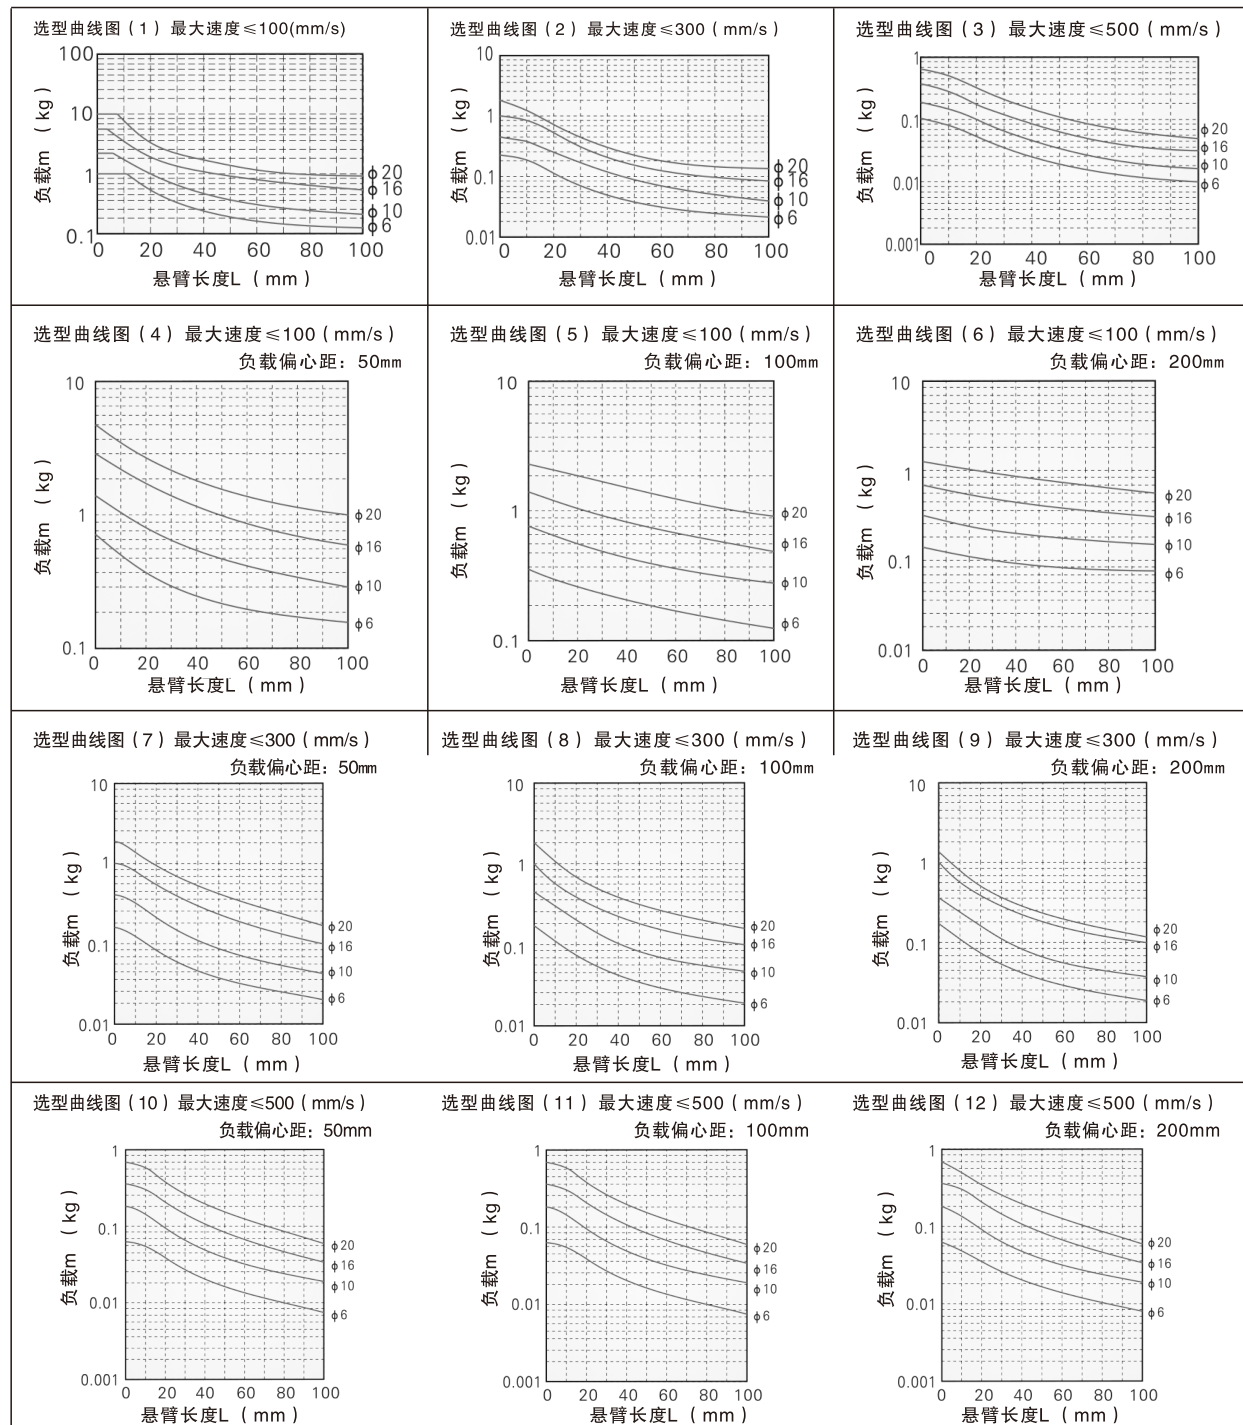 选型曲线图（1）最大速度≤100(mm/s)
100
10
1
0.1
负载m （kg）
0 20 40 60 80 100
悬臂长度L （mm）
ϕ20
ϕ16
ϕ10
ϕ6
选型曲线图（2）最大速度≤300（mm/s）
10
1
0.1
0.01
负载m （kg）
0 20 40 60 80 100
悬臂长度L （mm）
ϕ20
ϕ16
ϕ10
ϕ6
选型曲线图（3）最大速度≤500（mm/s）
1
0.1
0.01
0.001
负载m （kg）
0 20 40 60 80 100
悬臂长度L （mm）
ϕ20
ϕ16
ϕ10
ϕ6
选型曲线图（4）最大速度≤100（mm/s）
负载偏心距：50mm
10
1
0.1
负载m （kg）
0 20 40 60 80 100
悬臂长度L （mm）
ϕ20
ϕ16
ϕ10
ϕ6
选型曲线图（5）最大速度≤100（mm/s）
负载偏心距：100mm
10
1
0.1
负载m （kg）
0 20 40 60 80 100
悬臂长度L （mm）
ϕ20
ϕ16
ϕ10
ϕ6
选型曲线图（6）最大速度≤100（mm/s）
负载偏心距：200mm
10
1
0.1
0.01
负载m （kg）
0 20 40 60 80 100
悬臂长度L （mm）
ϕ20
ϕ16
ϕ10
ϕ6
选型曲线图（7）最大速度≤300（mm/s）
负载偏心距：50mm
10
1
0.1
0.01
负载m （kg）
0 20 40 60 80 100
悬臂长度L （mm）
ϕ20
ϕ16
ϕ10
ϕ6
选型曲线图（8）最大速度≤300（mm/s）
负载偏心距：100mm
10
1
0.1
0.01
负载m （kg）
0 20 40 60 80 100
悬臂长度L （mm）
ϕ20
ϕ16
ϕ10
ϕ6
选型曲线图（9）最大速度≤300（mm/s）
负载偏心距：200mm
10
1
0.1
0.01
负载m （kg）
0 20 40 60 80 100
悬臂长度L （mm）
ϕ20
ϕ16
ϕ10
ϕ6
选型曲线图（10）最大速度≤500（mm/s）
负载偏心距：50mm
1
0.1
0.01
0.001
负载m （kg）
0 20 40 60 80 100
悬臂长度L （mm）
ϕ20
ϕ16
ϕ10
ϕ6
选型曲线图（11）最大速度≤500（mm/s）
负载偏心距：100mm
1
0.1
0.01
0.001
负载m （kg）
0 20 40 60 80 100
悬臂长度L （mm）
ϕ20
ϕ16
ϕ10
ϕ6
选型曲线图（12）最大速度≤500（mm/s）
负载偏心距：200mm
1
0.1
0.01
0.001
负载m （kg）
0 20 40 60 80 100
悬臂长度L （mm）
ϕ20
ϕ16
ϕ10
ϕ6